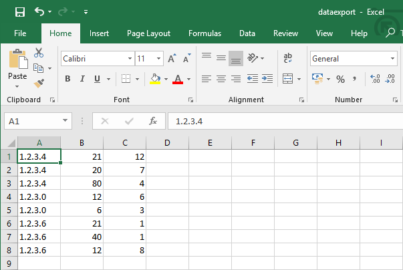 dataexport - Excel
File Home Insert Page Layout Formulas Data Review View Help
Paste
Calibri 11 A A
B I U A
ab
General
% , .00
Clipboard Font Alignment Number
A1 fx 1.2.3.4
A B C D E F G H I
1 1.2.3.4 21 12
2 1.2.3.4 20 7
3 1.2.3.4 80 4
4 1.2.3.0 12 6
5 1.2.3.0 6 3
6 1.2.3.6 21 1
7 1.2.3.6 40 1
8 1.2.3.6 12 8
9